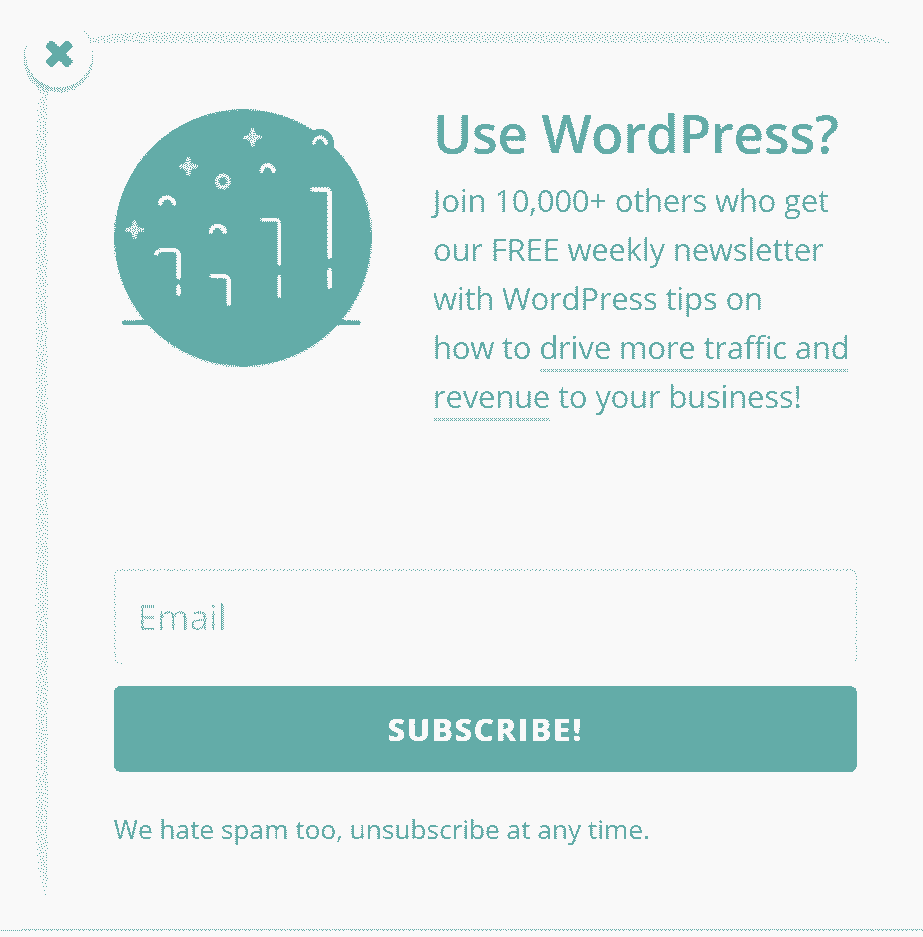 Use WordPress?
Join 10,000+ others who get
our FREE weekly newsletter
with WordPress tips on
how to drive more traffic and
revenue to your business!
Email
SUBSCRIBE!
We hate spam too, unsubscribe at any time.